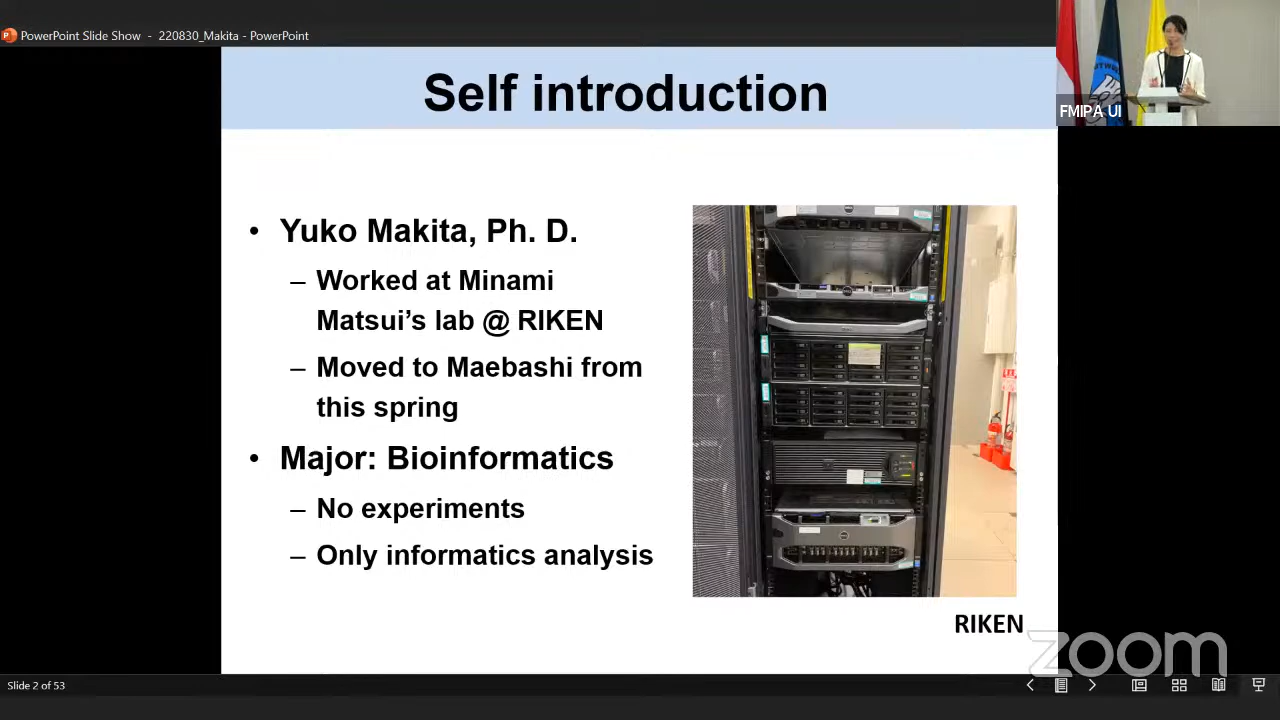 PowerPoint Slide Show - 220830_Makita - PowerPoint
Self introduction
FMIPA UI
• Yuko Makita, Ph. D.
– Worked at Minami
Matsui’s lab @ RIKEN
– Moved to Maebashi from
this spring
• Major: Bioinformatics
– No experiments
– Only informatics analysis
RIKEN
zoom
Slide 2 of 53